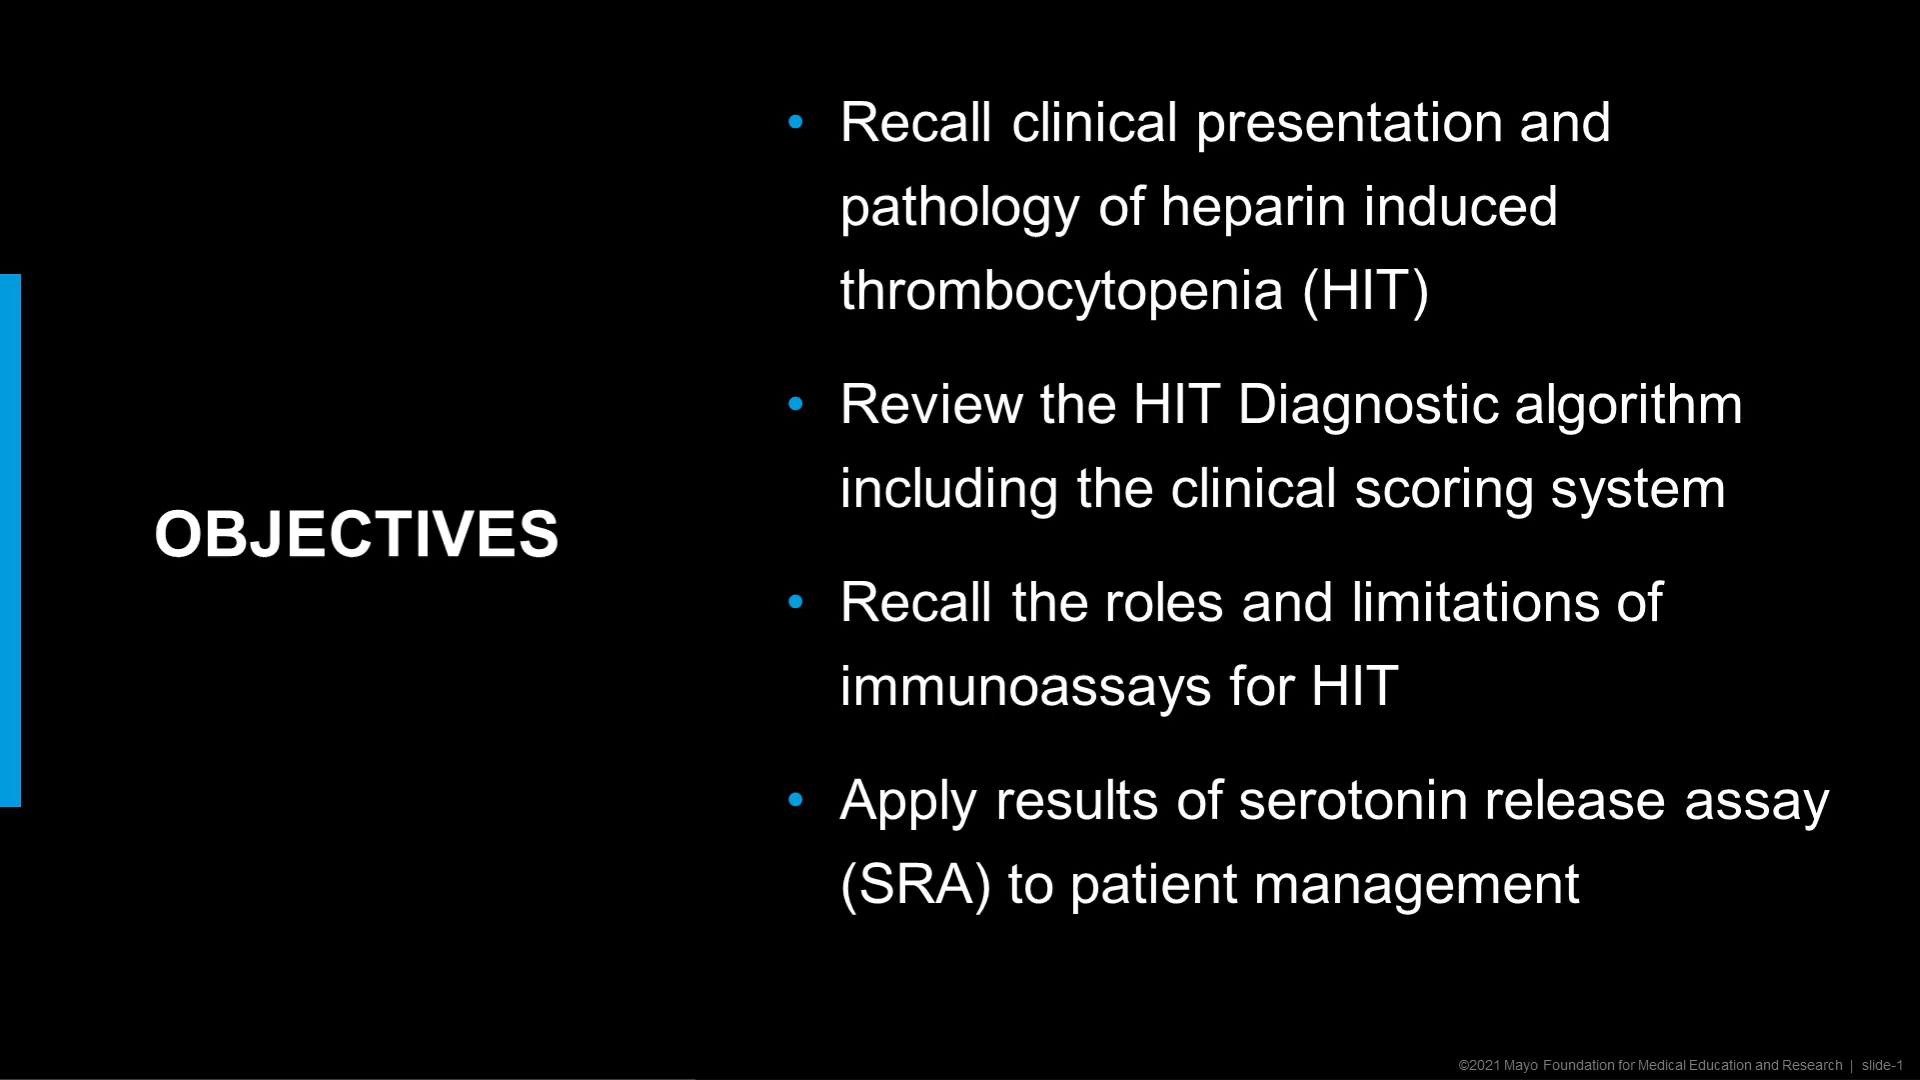 OBJECTIVES
• Recall clinical presentation and
pathology of heparin induced
thrombocytopenia (HIT)
• Review the HIT Diagnostic algorithm
including the clinical scoring system
• Recall the roles and limitations of
immunoassays for HIT
• Apply results of serotonin release assay
(SRA) to patient management
©2021 Mayo Foundation for Medical Education and Research | slide-1